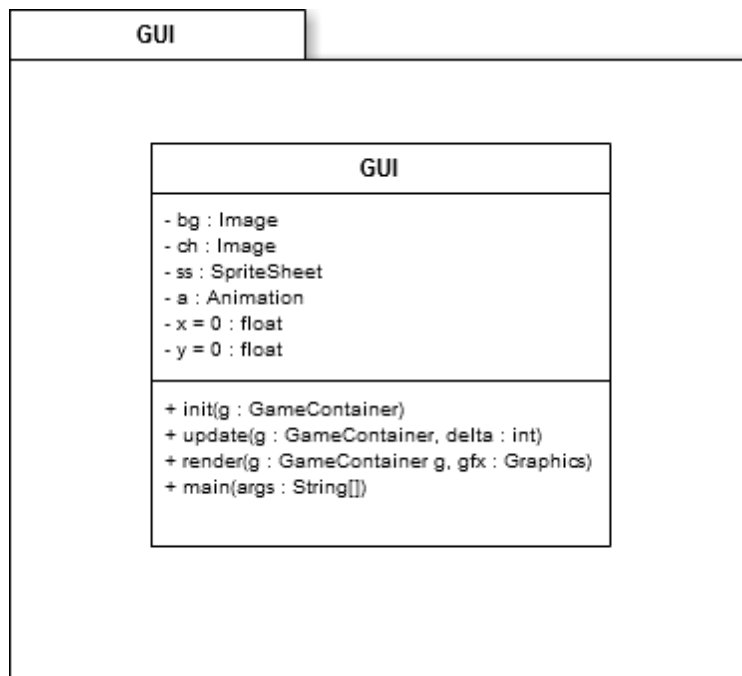 GUI
GUI
- bg : Image
- ch : Image
- ss : SpriteSheet
- a : Animation
- x = 0 : float
- y = 0 : float
+ init(g : GameContainer)
+ update(g : GameContainer, delta : int)
+ render(g : GameContainer g, gfx : Graphics)
+ main(args : String[])